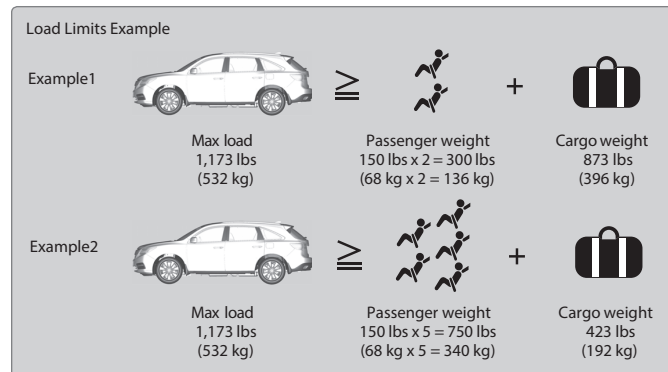 Load Limits Example
Example1
≧ +
Max load Passenger weight Cargo weight
1,173 lbs 150 lbs x 2 = 300 lbs 873 lbs
(532 kg) (68 kg x 2 = 136 kg) (396 kg)
Example2
≧ +
Max load Passenger weight Cargo weight
1,173 lbs 150 lbs x 5 = 750 lbs 423 lbs
(532 kg) (68 kg x 5 = 340 kg) (192 kg)